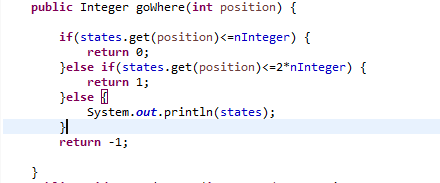 public Integer goWhere(int position) {
if(states.get(position)<=nInteger) {
return 0;
}else if(states.get(position)<=2*nInteger) {
return 1;
}else {
System.out.println(states);
}
return -1;
}